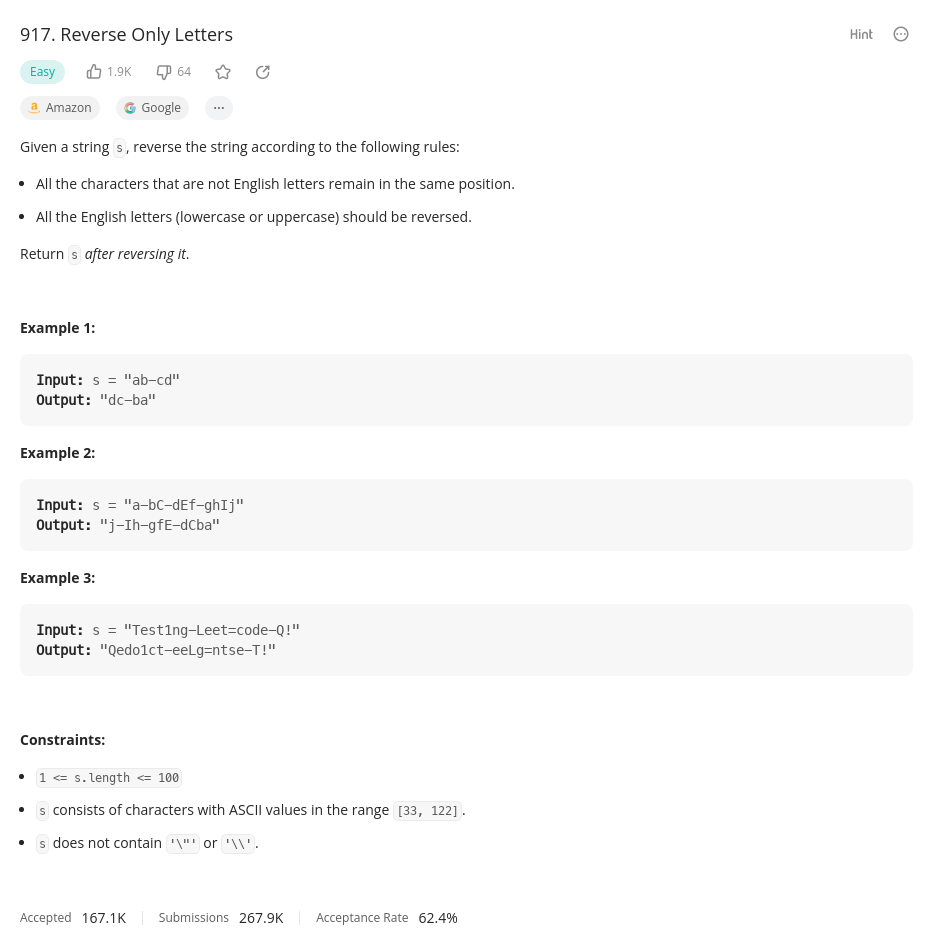 917. Reverse Only Letters
Hint
Easy 1.9K 64
Amazon Google ...
Given a string s, reverse the string according to the following rules:
All the characters that are not English letters remain in the same position.
All the English letters (lowercase or uppercase) should be reversed.
Return s after reversing it.
Example 1:
Input: s = "ab-cd"
Output: "dc-ba"
Example 2:
Input: s = "a-bC-dEf-ghIj"
Output: "j-Ih-gfE-dCba"
Example 3:
Input: s = "Test1ng-Leet=code-Q!"
Output: "Qedo1ct-eeLg=ntse-T!"
Constraints:
1 <= s.length <= 100
s consists of characters with ASCII values in the range [33, 122].
s does not contain '\"' or '\\'.
Accepted 167.1K Submissions 267.9K Acceptance Rate 62.4%